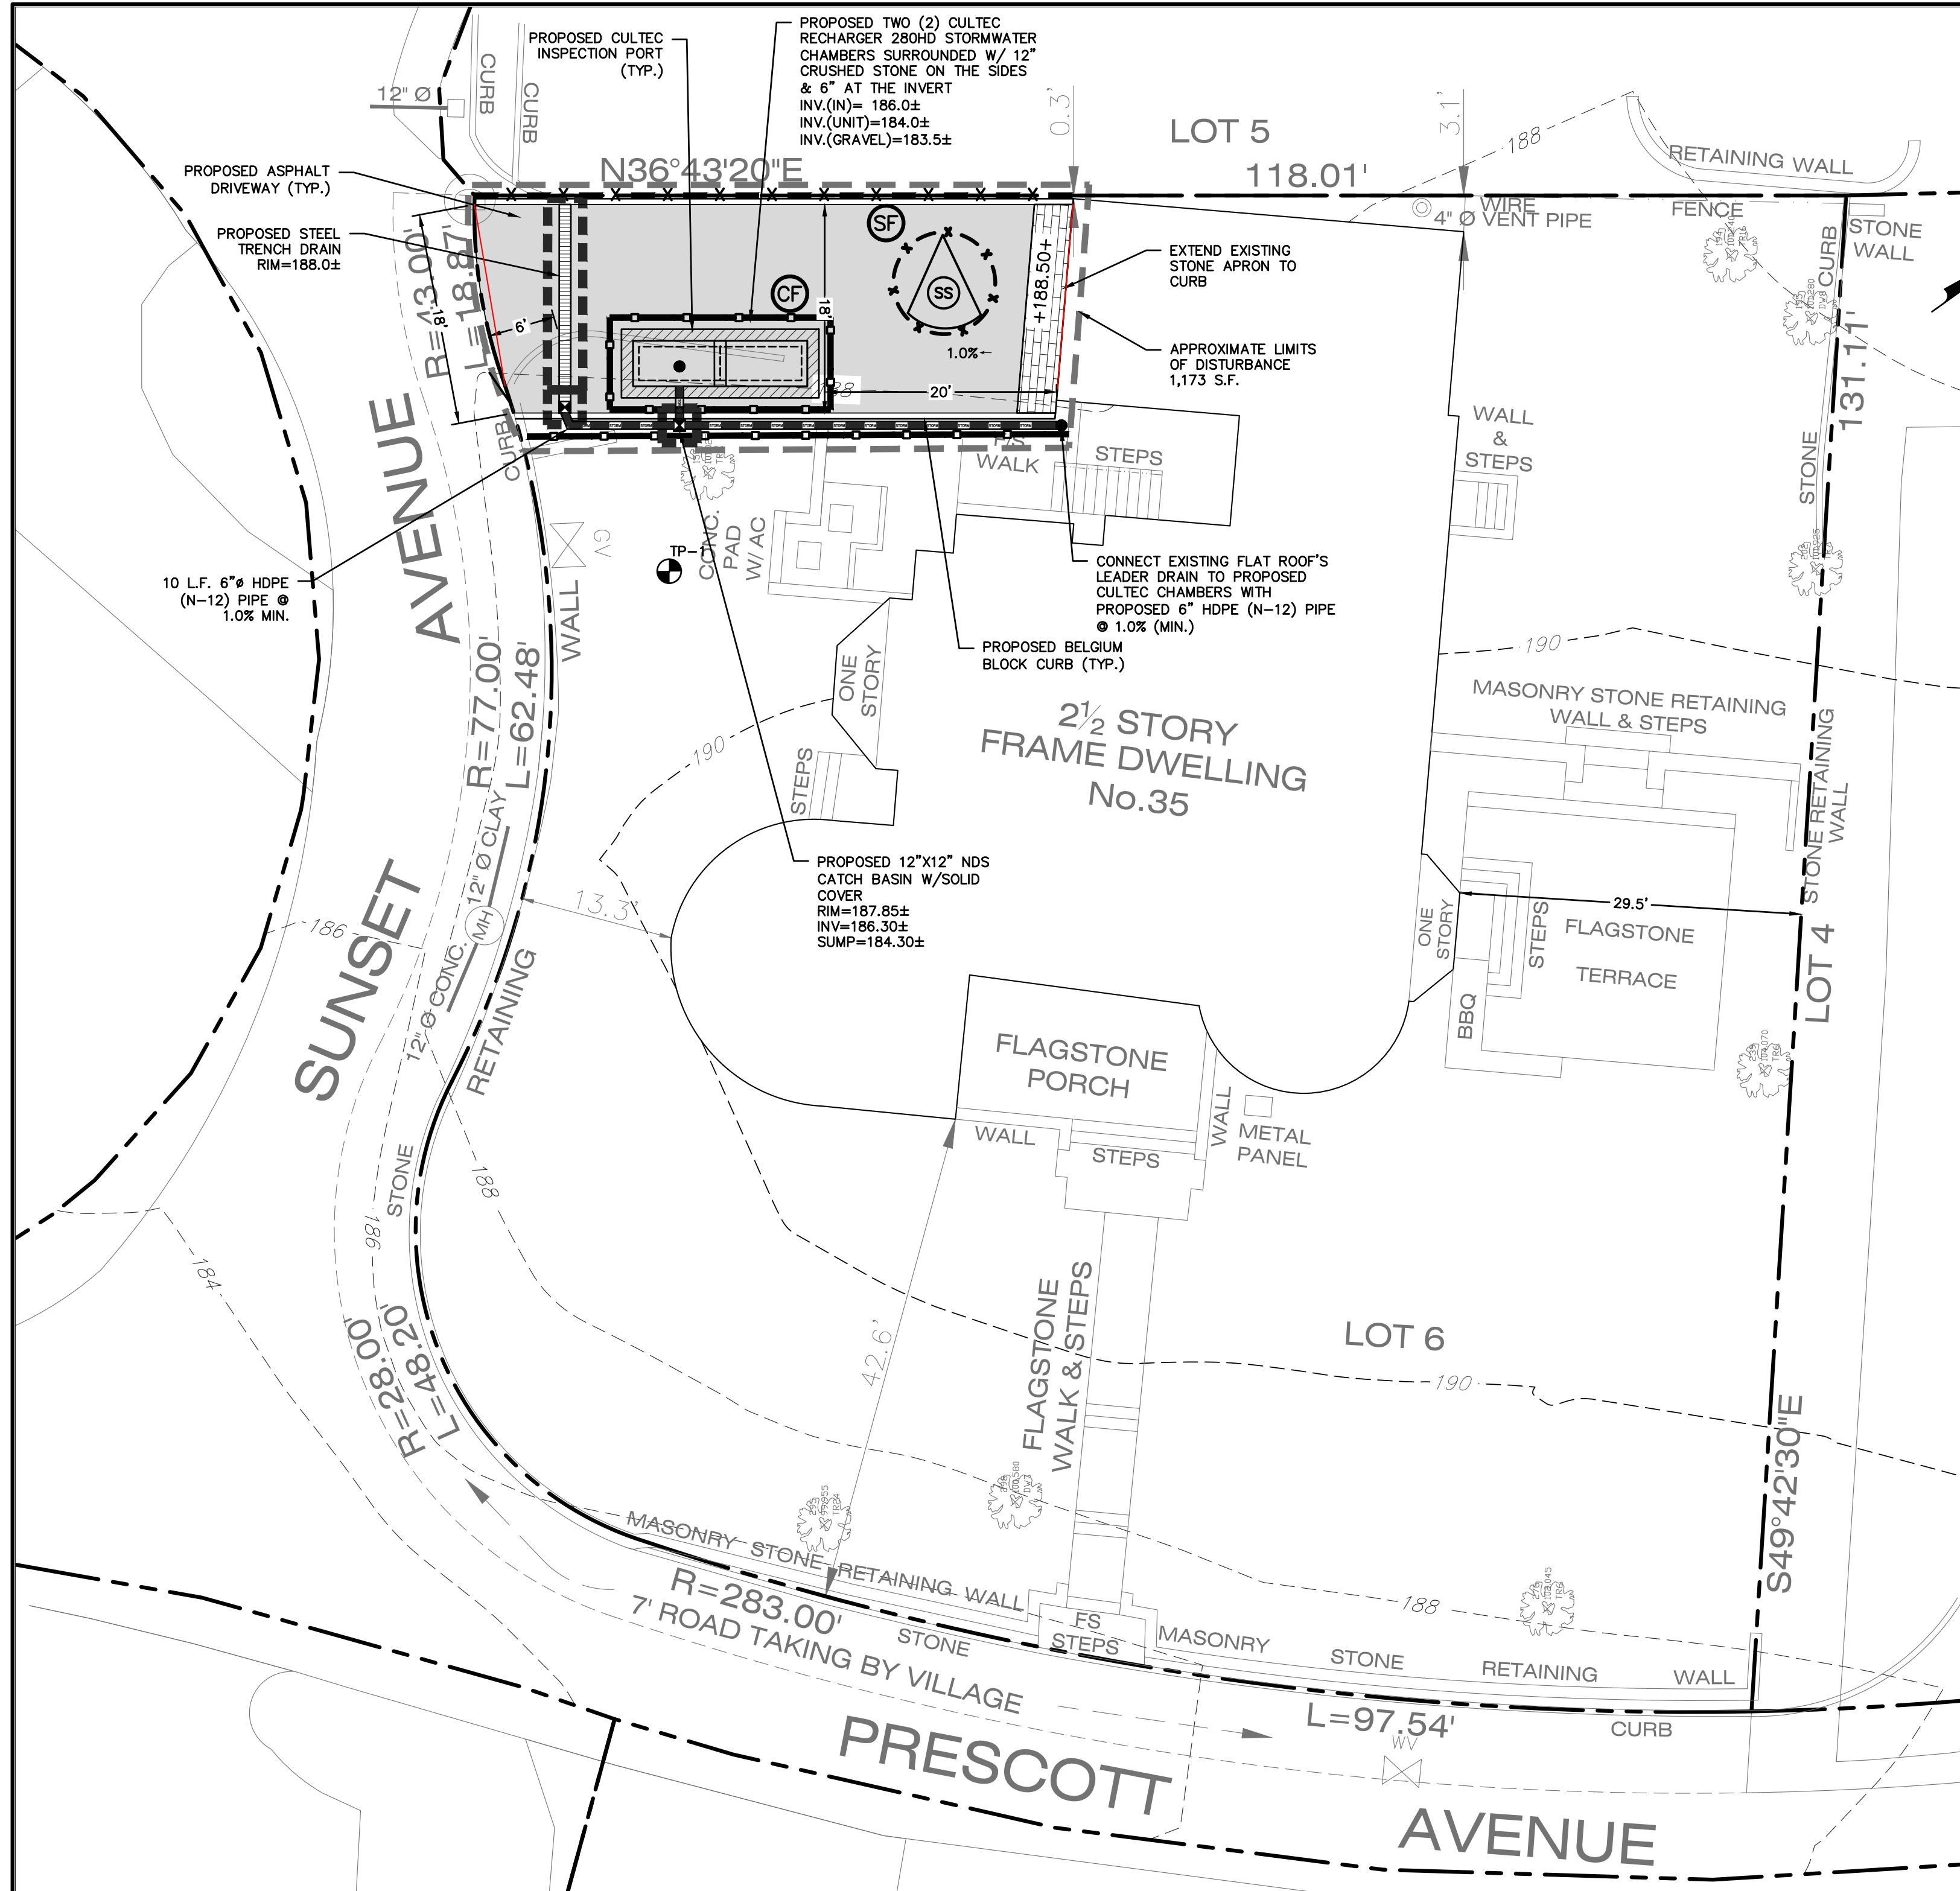 PROPOSED CULTEC
INSPECTION PORT
(TYP.)
PROPOSED TWO (2) CULTEC
RECHARGER 280HD STORMWATER
CHAMBERS SURROUNDED W/ 12"
CRUSHED STONE ON THE SIDES
& 6" AT THE INVERT
INV.(IN)= 186.0±
INV.(UNIT)=184.0±
INV.(GRAVEL)=183.5±
CURB
CURB
12" Ø
0.3'
LOT 5
3.1'
188
RETAINING WALL
PROPOSED ASPHALT
DRIVEWAY (TYP.)
N36°43'20"E
118.01'
WIRE
FENCE
4" Ø VENT PIPE
STONE
WALL
CURB
PROPOSED STEEL
TRENCH DRAIN
RIM=188.0±
R=43.00'
L=18.87'
18'
6'
SF
CF
SS
18'
+188.50+
1.0%←
20'
188
EXTEND EXISTING
STONE APRON TO
CURB
APPROXIMATE LIMITS
OF DISTURBANCE
1,173 S.F.
131.11'
STONE
WALL
&
STEPS
CURB
F/S
WALK
STEPS
AVENUE
GV
TP-1
CONC.
PAD
W/ AC
WALL
10 L.F. 6"ø HDPE
(N-12) PIPE @
1.0% MIN.
CONNECT EXISTING FLAT ROOF'S
LEADER DRAIN TO PROPOSED
CULTEC CHAMBERS WITH
PROPOSED 6" HDPE (N-12) PIPE
@ 1.0% (MIN.)
PROPOSED BELGIUM
BLOCK CURB (TYP.)
190
R=77.00'
L=62.48'
ONE
STORY
190
STEPS
2½ STORY
FRAME DWELLING
No.35
MASONRY STONE RETAINING
WALL & STEPS
STONE RETAINING
WALL
PROPOSED 12"X12" NDS
CATCH BASIN W/SOLID
COVER
RIM=187.85±
INV=186.30±
SUMP=184.30±
12" Ø CLAY
MH
12" Ø CONC.
13.3'
186
SUNSET
RETAINING
29.5'
ONE
STORY
STEPS
FLAGSTONE
TERRACE
BBQ
LOT 4
FLAGSTONE
PORCH
WALL
STEPS
WALL
METAL
PANEL
STONE
188
186
184
R=28.00'
L=48.20'
42.6'
FLAGSTONE
WALK & STEPS
LOT 6
190
S49°42'30"E
MASONRY STONE RETAINING WALL
R=283.00'
7' ROAD TAKING BY VILLAGE
STONE
FS
STEPS
188
MASONRY
STONE
RETAINING
WALL
L=97.54'
WV
CURB
PRESCOTT
AVENUE